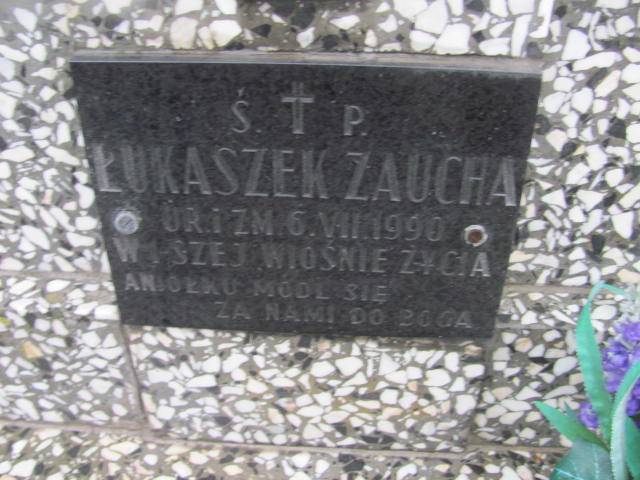 Ś. † P.
ŁUKASZEK ZAUCHA
UR. I ZM. 6. VII 1990
W 1-SZEJ WIOŚNIE ŻYCIA
ANIOŁKU MÓDL SIĘ
ZA NAMI DO BOGA